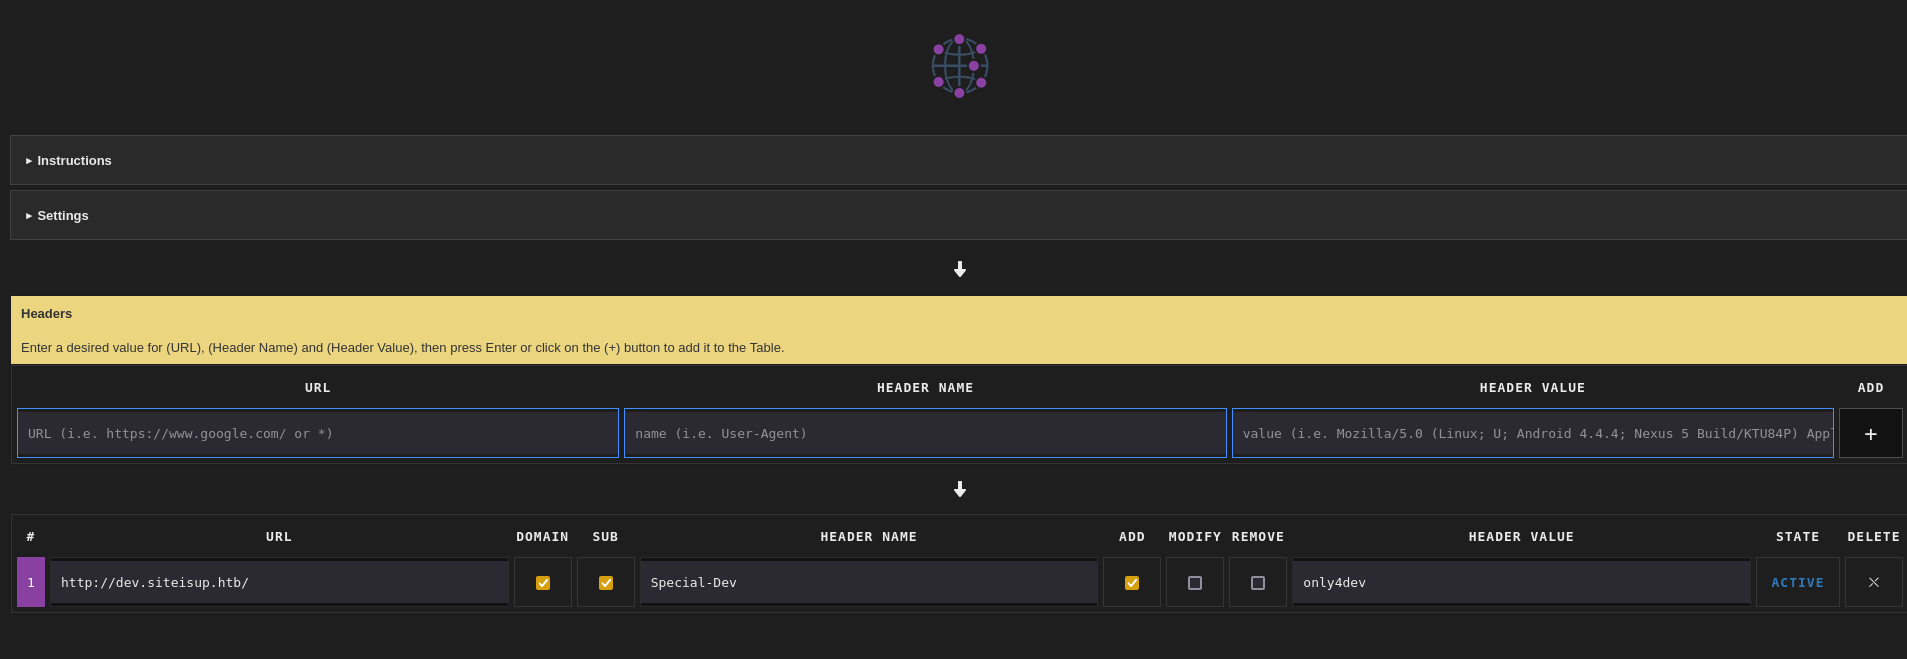 ▸ Instructions
▸ Settings
Headers
Enter a desired value for (URL), (Header Name) and (Header Value), then press Enter or click on the (+) button to add it to the Table.
URL HEADER NAME HEADER VALUE ADD
URL (i.e. https://www.google.com/ or *) name (i.e. User-Agent) value (i.e. Mozilla/5.0 (Linux; U; Android 4.4.4; Nexus 5 Build/KTU84P) Appl +
# URL DOMAIN SUB HEADER NAME ADD MODIFY REMOVE HEADER VALUE STATE DELETE
1 http://dev.siteisup.htb/ Special-Dev only4dev ACTIVE